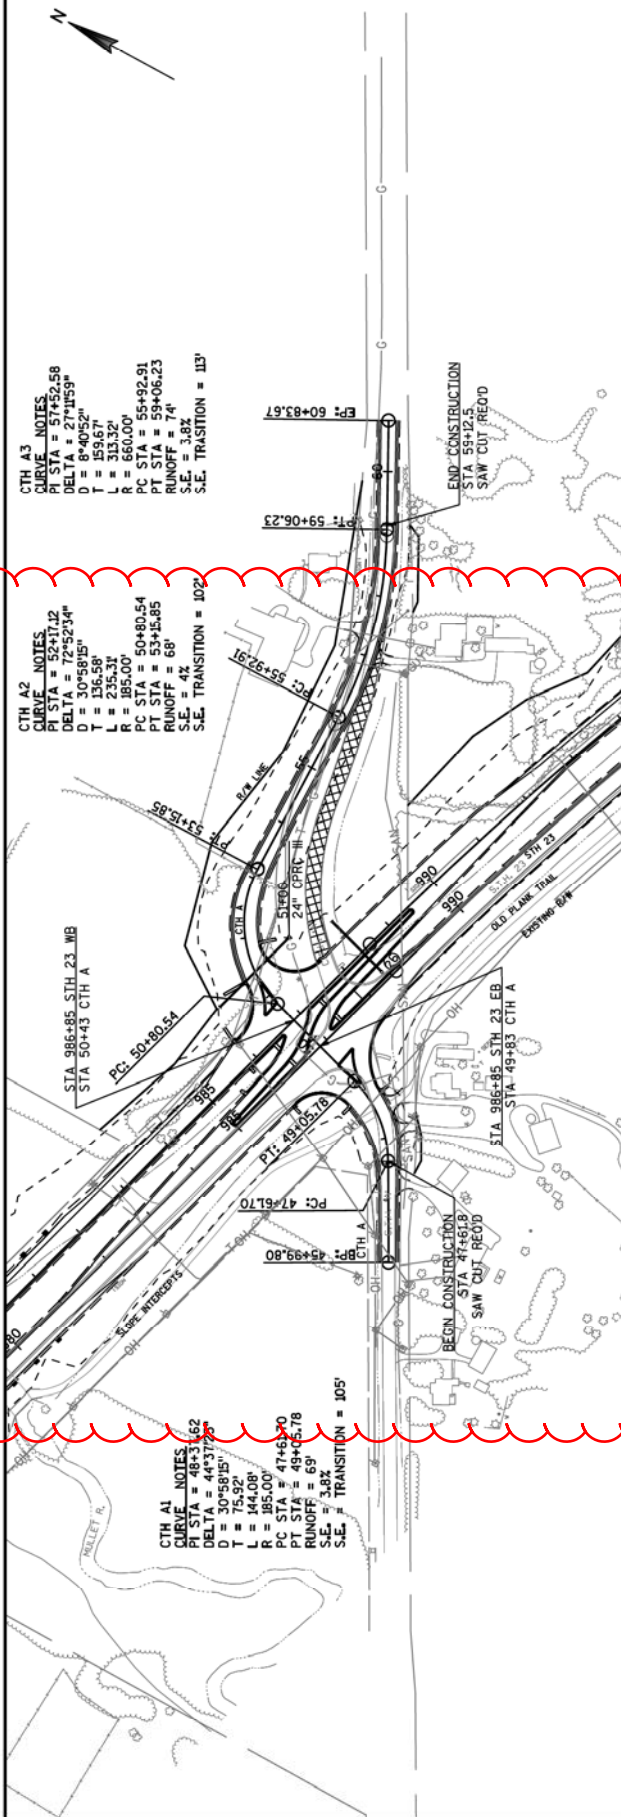 N
CTH A3
CURVE NOTES
PI STA = 57+52.58
DELTA = 27°11'59"
D = 8°40'52"
T = 159.67'
L = 313.32'
R = 660.00'
PC STA = 55+92.91
PT STA = 59+06.23
RUNOFF = 74'
S.E. = 3.8%
S.E. TRASITION = 113'
CTH A2
CURVE NOTES
PI STA = 52+17.12
DELTA = 72°52'34"
D = 30°58'15"
T = 136.58'
L = 235.31'
R = 185.00'
PC STA = 50+80.54
PT STA = 53+15.85
RUNOFF = 68'
S.E. = 4%
S.E. TRANSITION = 102'
CTH A1
CURVE NOTES
PI STA = 48+37.62
DELTA = 44°37'
D = 30°58'15"
T = 75.92'
L = 144.08'
R = 185.00'
PC STA = 47+61.70
PT STA = 49+05.78
RUNOFF = 69'
S.E. = 3.8%
S.E. = TRANSITION = 105'
EP: 60+83.67
60
PT: 59+06.23
END CONSTRUCTION
STA 59+12.5
SAW CUT REQ'D
PC: 55+92.91
55
R/W LINE
PT: 53+15.85
CTH A
51+06
24" CPRC III
STA 986+85 STH 23 WB
STA 50+43 CTH A
PC: 50+80.54
985
985
990
990
S.T.H. 23
STH 23
OLD PLANK TRAIL
EXISTING R/W
STA 986+85 STH 23 EB
STA 49+83 CTH A
PT: 49+05.78
PC: 47+61.70
BP: 45+99.80
CTH A
BEGIN CONSTRUCTION
STA 47+61.8
SAW CUT REQ'D
SLOPE INTERCEPTS
980
MULLET R.
G
G
G
SAN
SAN
OH
OH
OH
OH
OH